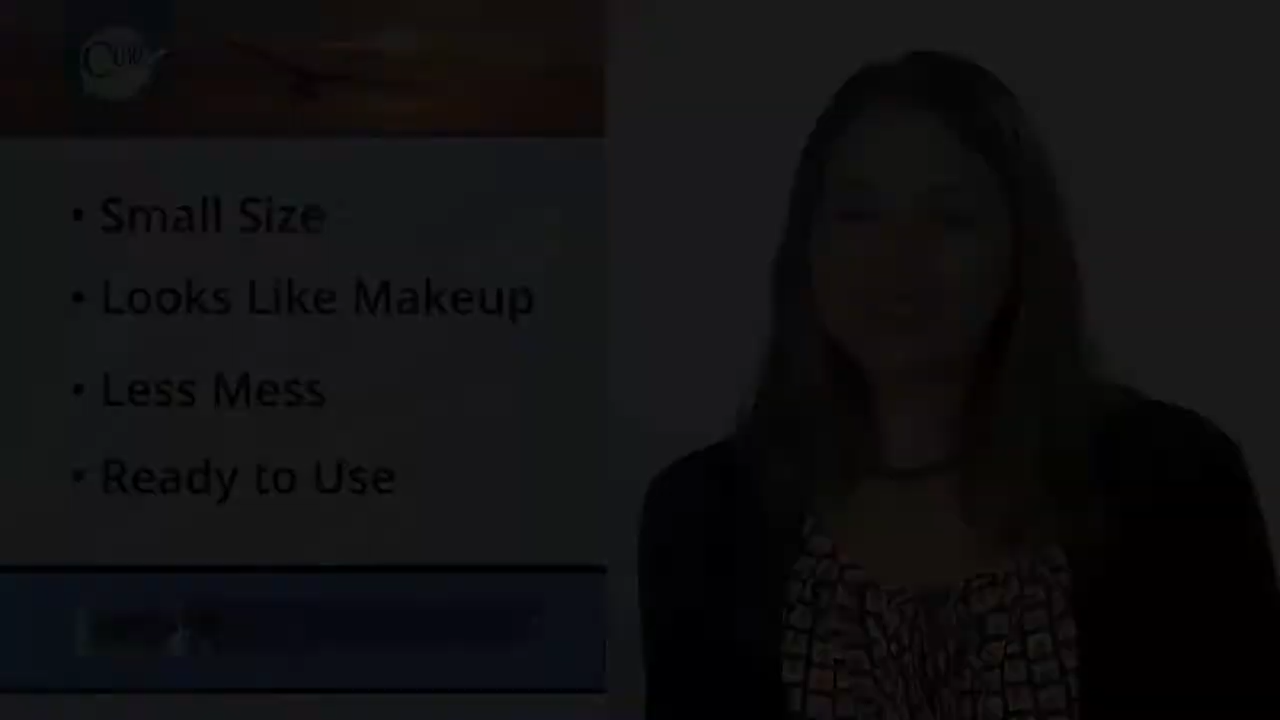 • Small Size
• Looks Like Makeup
• Less Mess
• Ready to Use